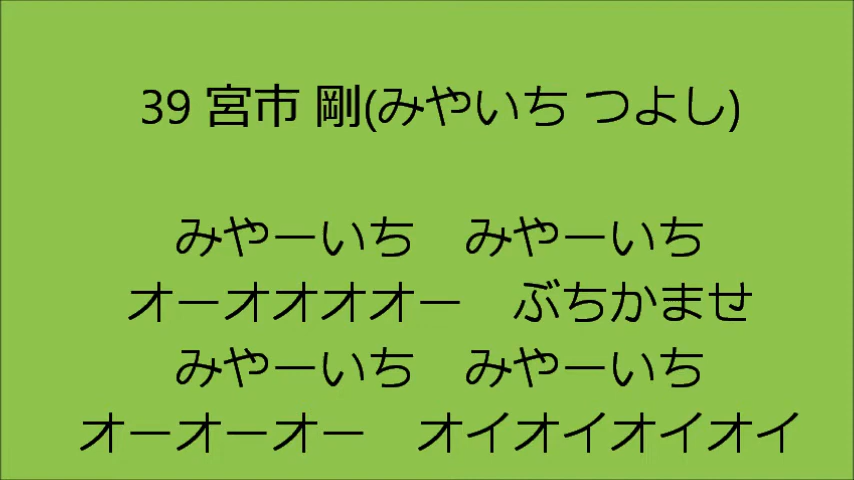 39 宮市 剛(みやいち つよし)
みやーいち　みやーいち
オーオオオオー　ぶちかませ
みやーいち　みやーいち
オーオーオー　オイオイオイオイ